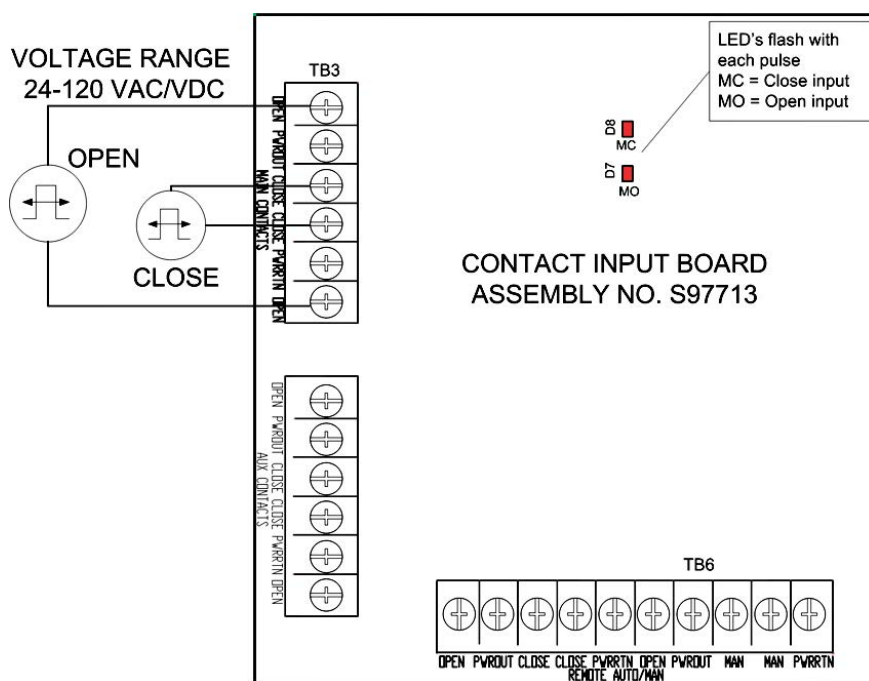 VOLTAGE RANGE
24-120 VAC/VDC
OPEN
CLOSE
TB3
OPEN PWROUT CLOSE CLOSE PWRRTN OPEN
MAIN CONTACTS
LED's flash with
each pulse
MC = Close input
MO = Open input
D8
MC
D7
MO
CONTACT INPUT BOARD
ASSEMBLY NO. S97713
OPEN PWROUT CLOSE CLOSE PWRRTN OPEN
AUX CONTACTS
TB6
OPEN PWROUT CLOSE CLOSE PWRRTN OPEN PWROUT MAN MAN PWRRTN
REMOTE AUTO/MAN